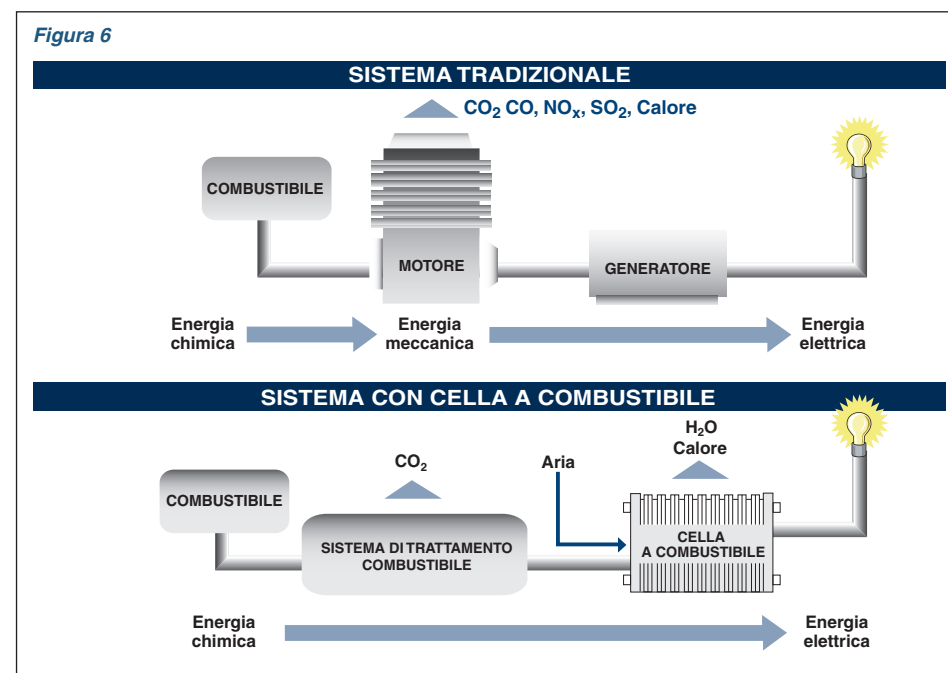 Figura 6
SISTEMA TRADIZIONALE
CO₂ CO, NOₓ, SO₂, Calore
COMBUSTIBILE
MOTORE
GENERATORE
Energia
chimica
Energia
meccanica
Energia
elettrica
SISTEMA CON CELLA A COMBUSTIBILE
COMBUSTIBILE
CO₂
SISTEMA DI TRATTAMENTO
COMBUSTIBILE
Aria
H₂O
Calore
CELLA
A COMBUSTIBILE
Energia
chimica
Energia
elettrica